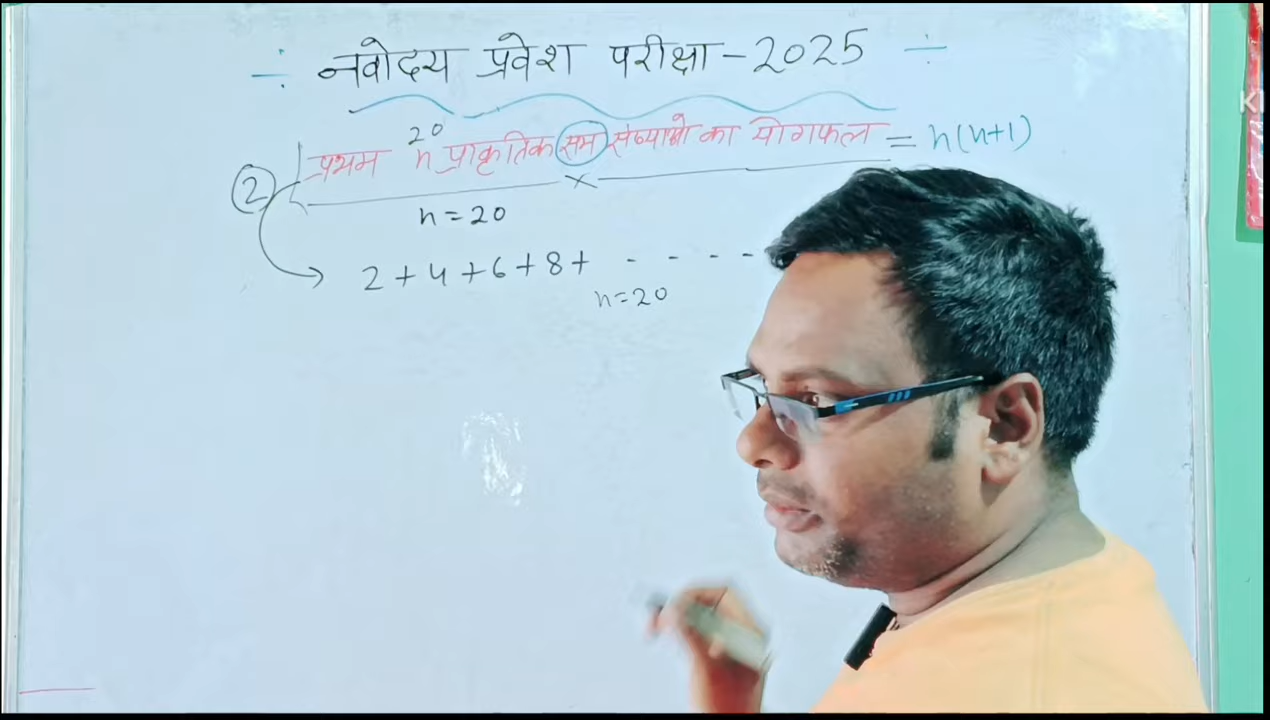 ÷ नवोदय प्रवेश परीक्षा - 2025 ÷
20
② प्रथम n प्राकृतिक सम संख्याओ का योगफल = n(n+1)
n = 20
2 + 4 + 6 + 8 + - - - -
n = 20
K